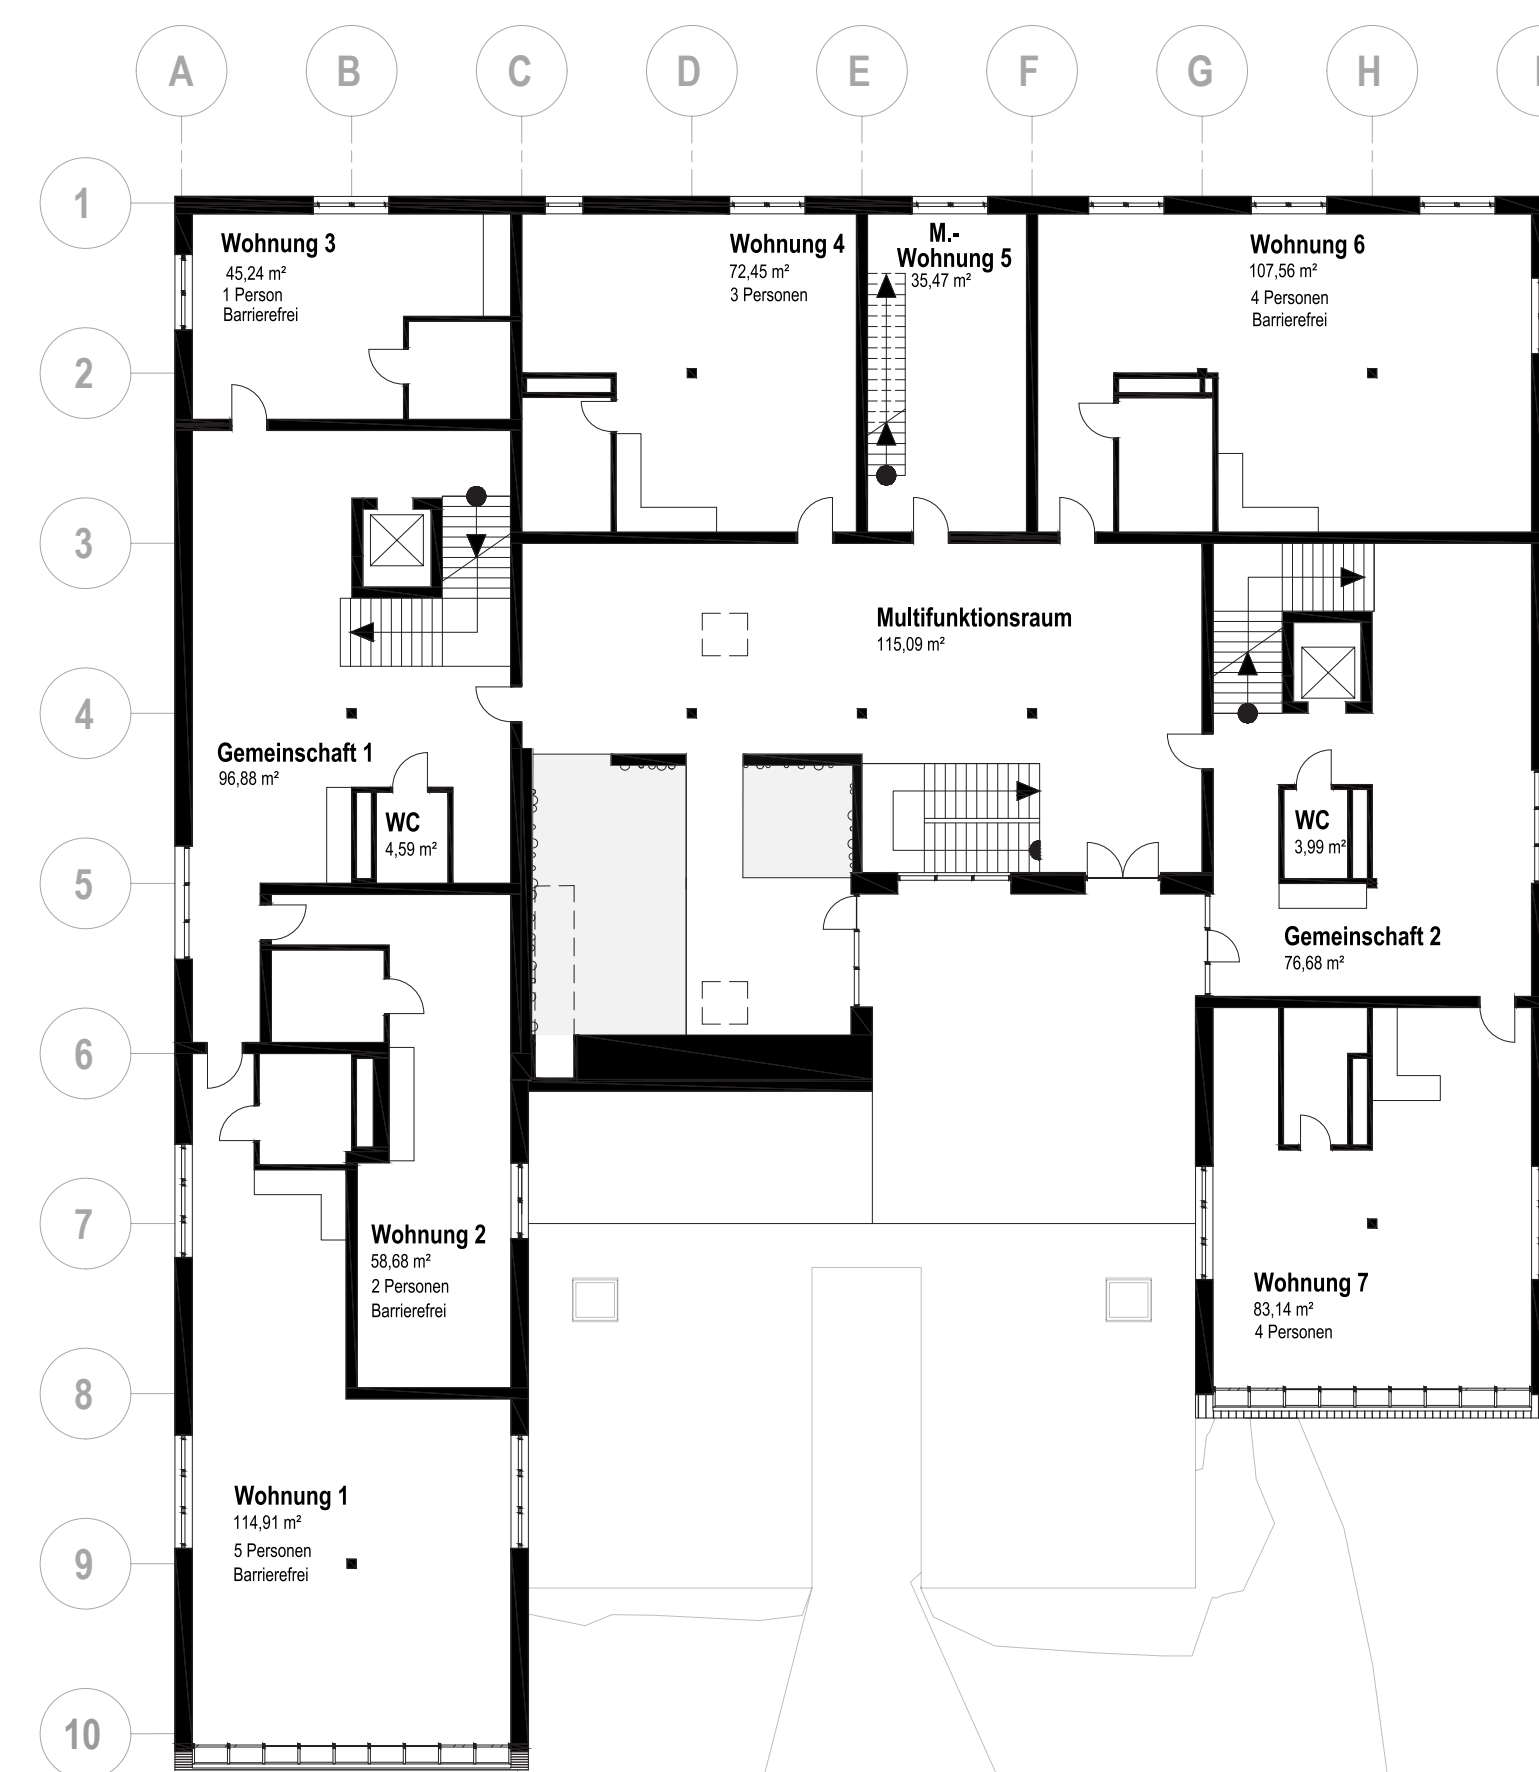 A B C D E F G H
1
Wohnung 3
45,24 m²
1 Person
Barrierefrei
Wohnung 4
72,45 m²
3 Personen
M.-
Wohnung 5
35,47 m²
Wohnung 6
107,56 m²
4 Personen
Barrierefrei
2
3
Multifunktionsraum
115,09 m²
4
Gemeinschaft 1
96,88 m²
WC
4,59 m²
WC
3,99 m²
5
Gemeinschaft 2
76,68 m²
6
7
Wohnung 2
58,68 m²
2 Personen
Barrierefrei
Wohnung 7
83,14 m²
4 Personen
8
Wohnung 1
114,91 m²
5 Personen
Barrierefrei
9
10